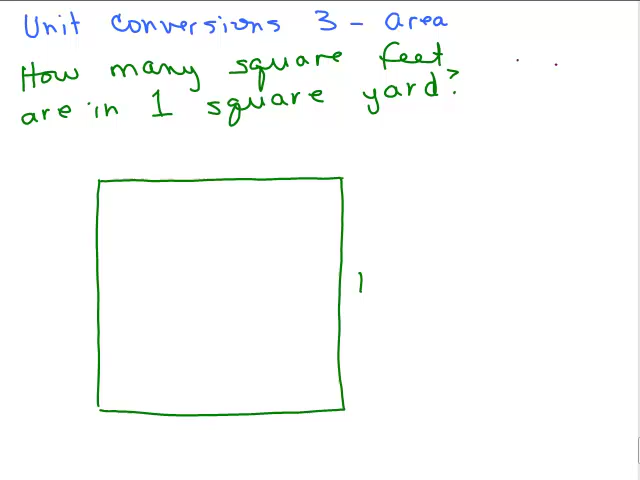 Unit Conversions 3 - area
How many square feet
are in 1 square yard?
1